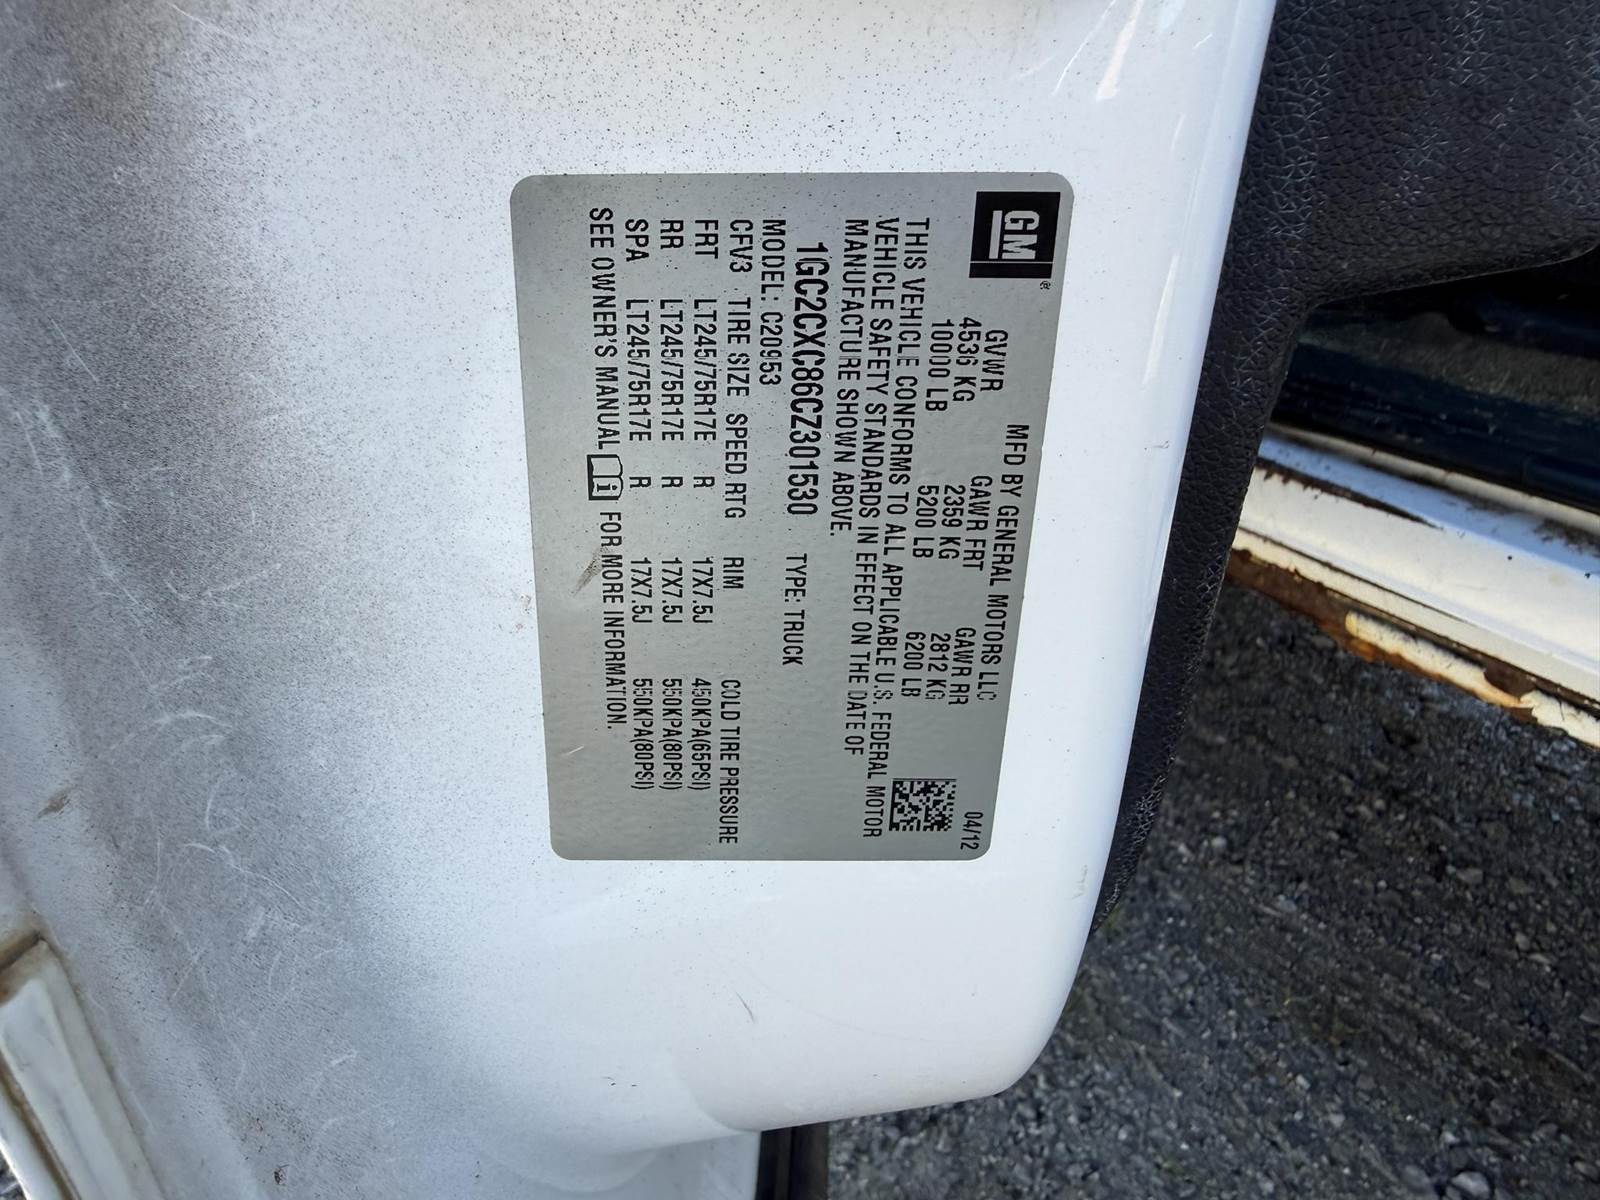 GM
MFD BY GENERAL MOTORS LLC 04/12
GVWR GAWR FRT GAWR RR
4536 KG 2359 KG 2812 KG
10000 LB 5200 LB 6200 LB
THIS VEHICLE CONFORMS TO ALL APPLICABLE U.S. FEDERAL MOTOR
VEHICLE SAFETY STANDARDS IN EFFECT ON THE DATE OF
MANUFACTURE SHOWN ABOVE.
1GC2CXC86CZ301530 TYPE: TRUCK
MODEL: C20953
CFV3 TIRE SIZE SPEED RTG RIM COLD TIRE PRESSURE
FRT LT245/75R17E R 17X7.5J 450KPA(65PSI)
RR LT245/75R17E R 17X7.5J 550KPA(80PSI)
SPA LT245/75R17E R 17X7.5J 550KPA(80PSI)
SEE OWNER'S MANUAL i FOR MORE INFORMATION.